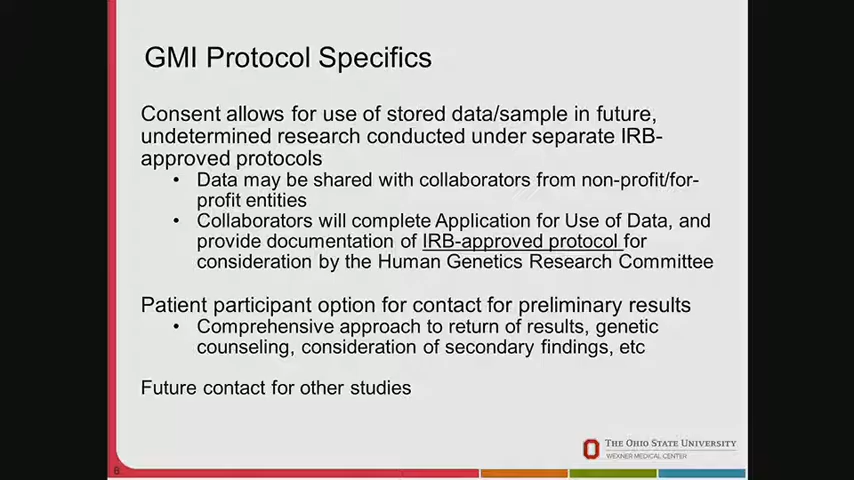 GMI Protocol Specifics
Consent allows for use of stored data/sample in future,
undetermined research conducted under separate IRB-
approved protocols
• Data may be shared with collaborators from non-profit/for-
profit entities
• Collaborators will complete Application for Use of Data, and
provide documentation of IRB-approved protocol for
consideration by the Human Genetics Research Committee
Patient participant option for contact for preliminary results
• Comprehensive approach to return of results, genetic
counseling, consideration of secondary findings, etc
Future contact for other studies
THE OHIO STATE UNIVERSITY
WEXNER MEDICAL CENTER
8